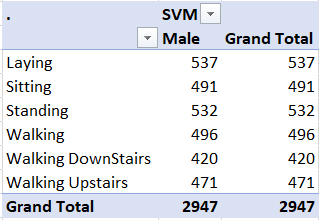 . SVM
Male Grand Total
Laying 537 537
Sitting 491 491
Standing 532 532
Walking 496 496
Walking DownStairs 420 420
Walking Upstairs 471 471
Grand Total 2947 2947